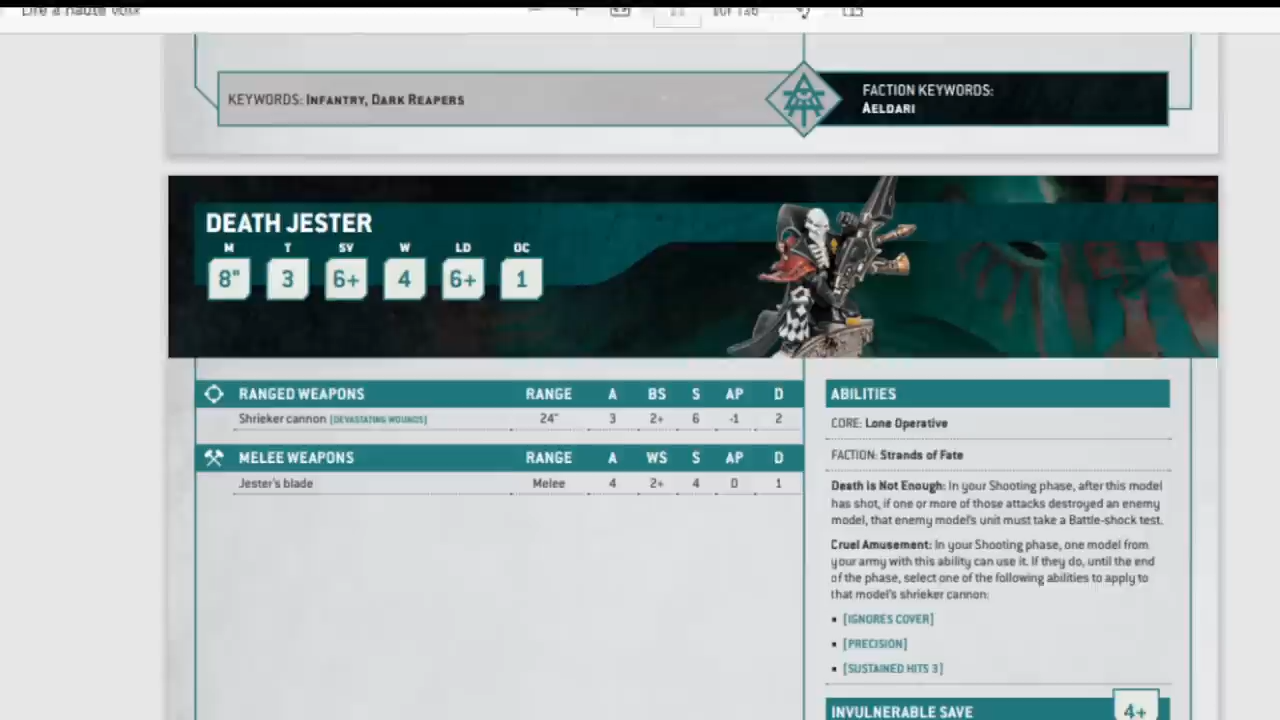 Lire à haute voix
KEYWORDS: INFANTRY, DARK REAPERS
FACTION KEYWORDS:
AELDARI
DEATH JESTER
M T SV W LD OC
8" 3 6+ 4 6+ 1
RANGED WEAPONS RANGE A BS S AP D
Shrieker cannon [DEVASTATING WOUNDS] 24" 3 2+ 6 -1 2
MELEE WEAPONS RANGE A WS S AP D
Jester's blade Melee 4 2+ 4 0 1
ABILITIES
CORE: Lone Operative
FACTION: Strands of Fate
Death is Not Enough: In your Shooting phase, after this model
has shot, if one or more of those attacks destroyed an enemy
model, that enemy model's unit must take a Battle-shock test.
Cruel Amusement: In your Shooting phase, one model from
your army with this ability can use it. If they do, until the end
of the phase, select one of the following abilities to apply to
that model's shrieker cannon:
▪ [IGNORES COVER]
▪ [PRECISION]
▪ [SUSTAINED HITS 3]
INVULNERABLE SAVE 4+